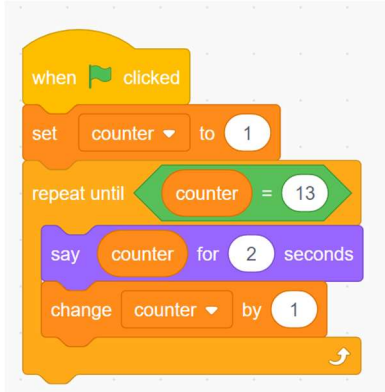 when clicked
set counter to 1
repeat until counter = 13
say counter for 2 seconds
change counter by 1